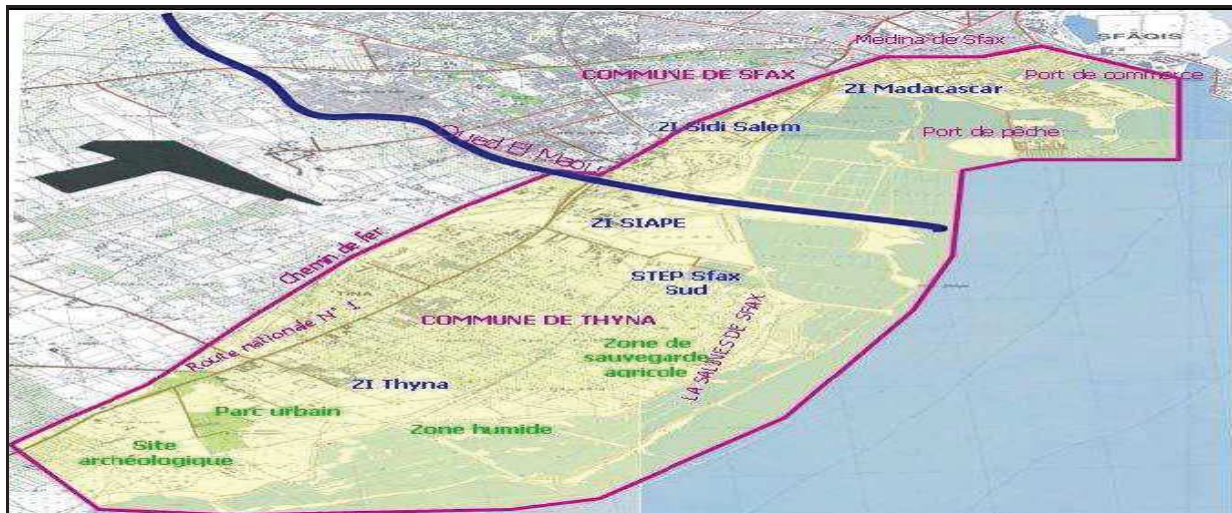 Medina de Sfax
SFÂQIS
COMMUNE DE SFAX
Port de commerce
ZI Madacascar
ZI Sidi Salem
Port de pêche
Oued El Maou
ZI SIAPE
Chemin de fer
STEP Sfax
Sud
Route nationale N° 1
COMMUNE DE THYNA
LA SALINES DE SFAX
Zone de
sauvegarde
agricole
ZI Thyna
Parc urbain
Zone humide
Site
archéologique